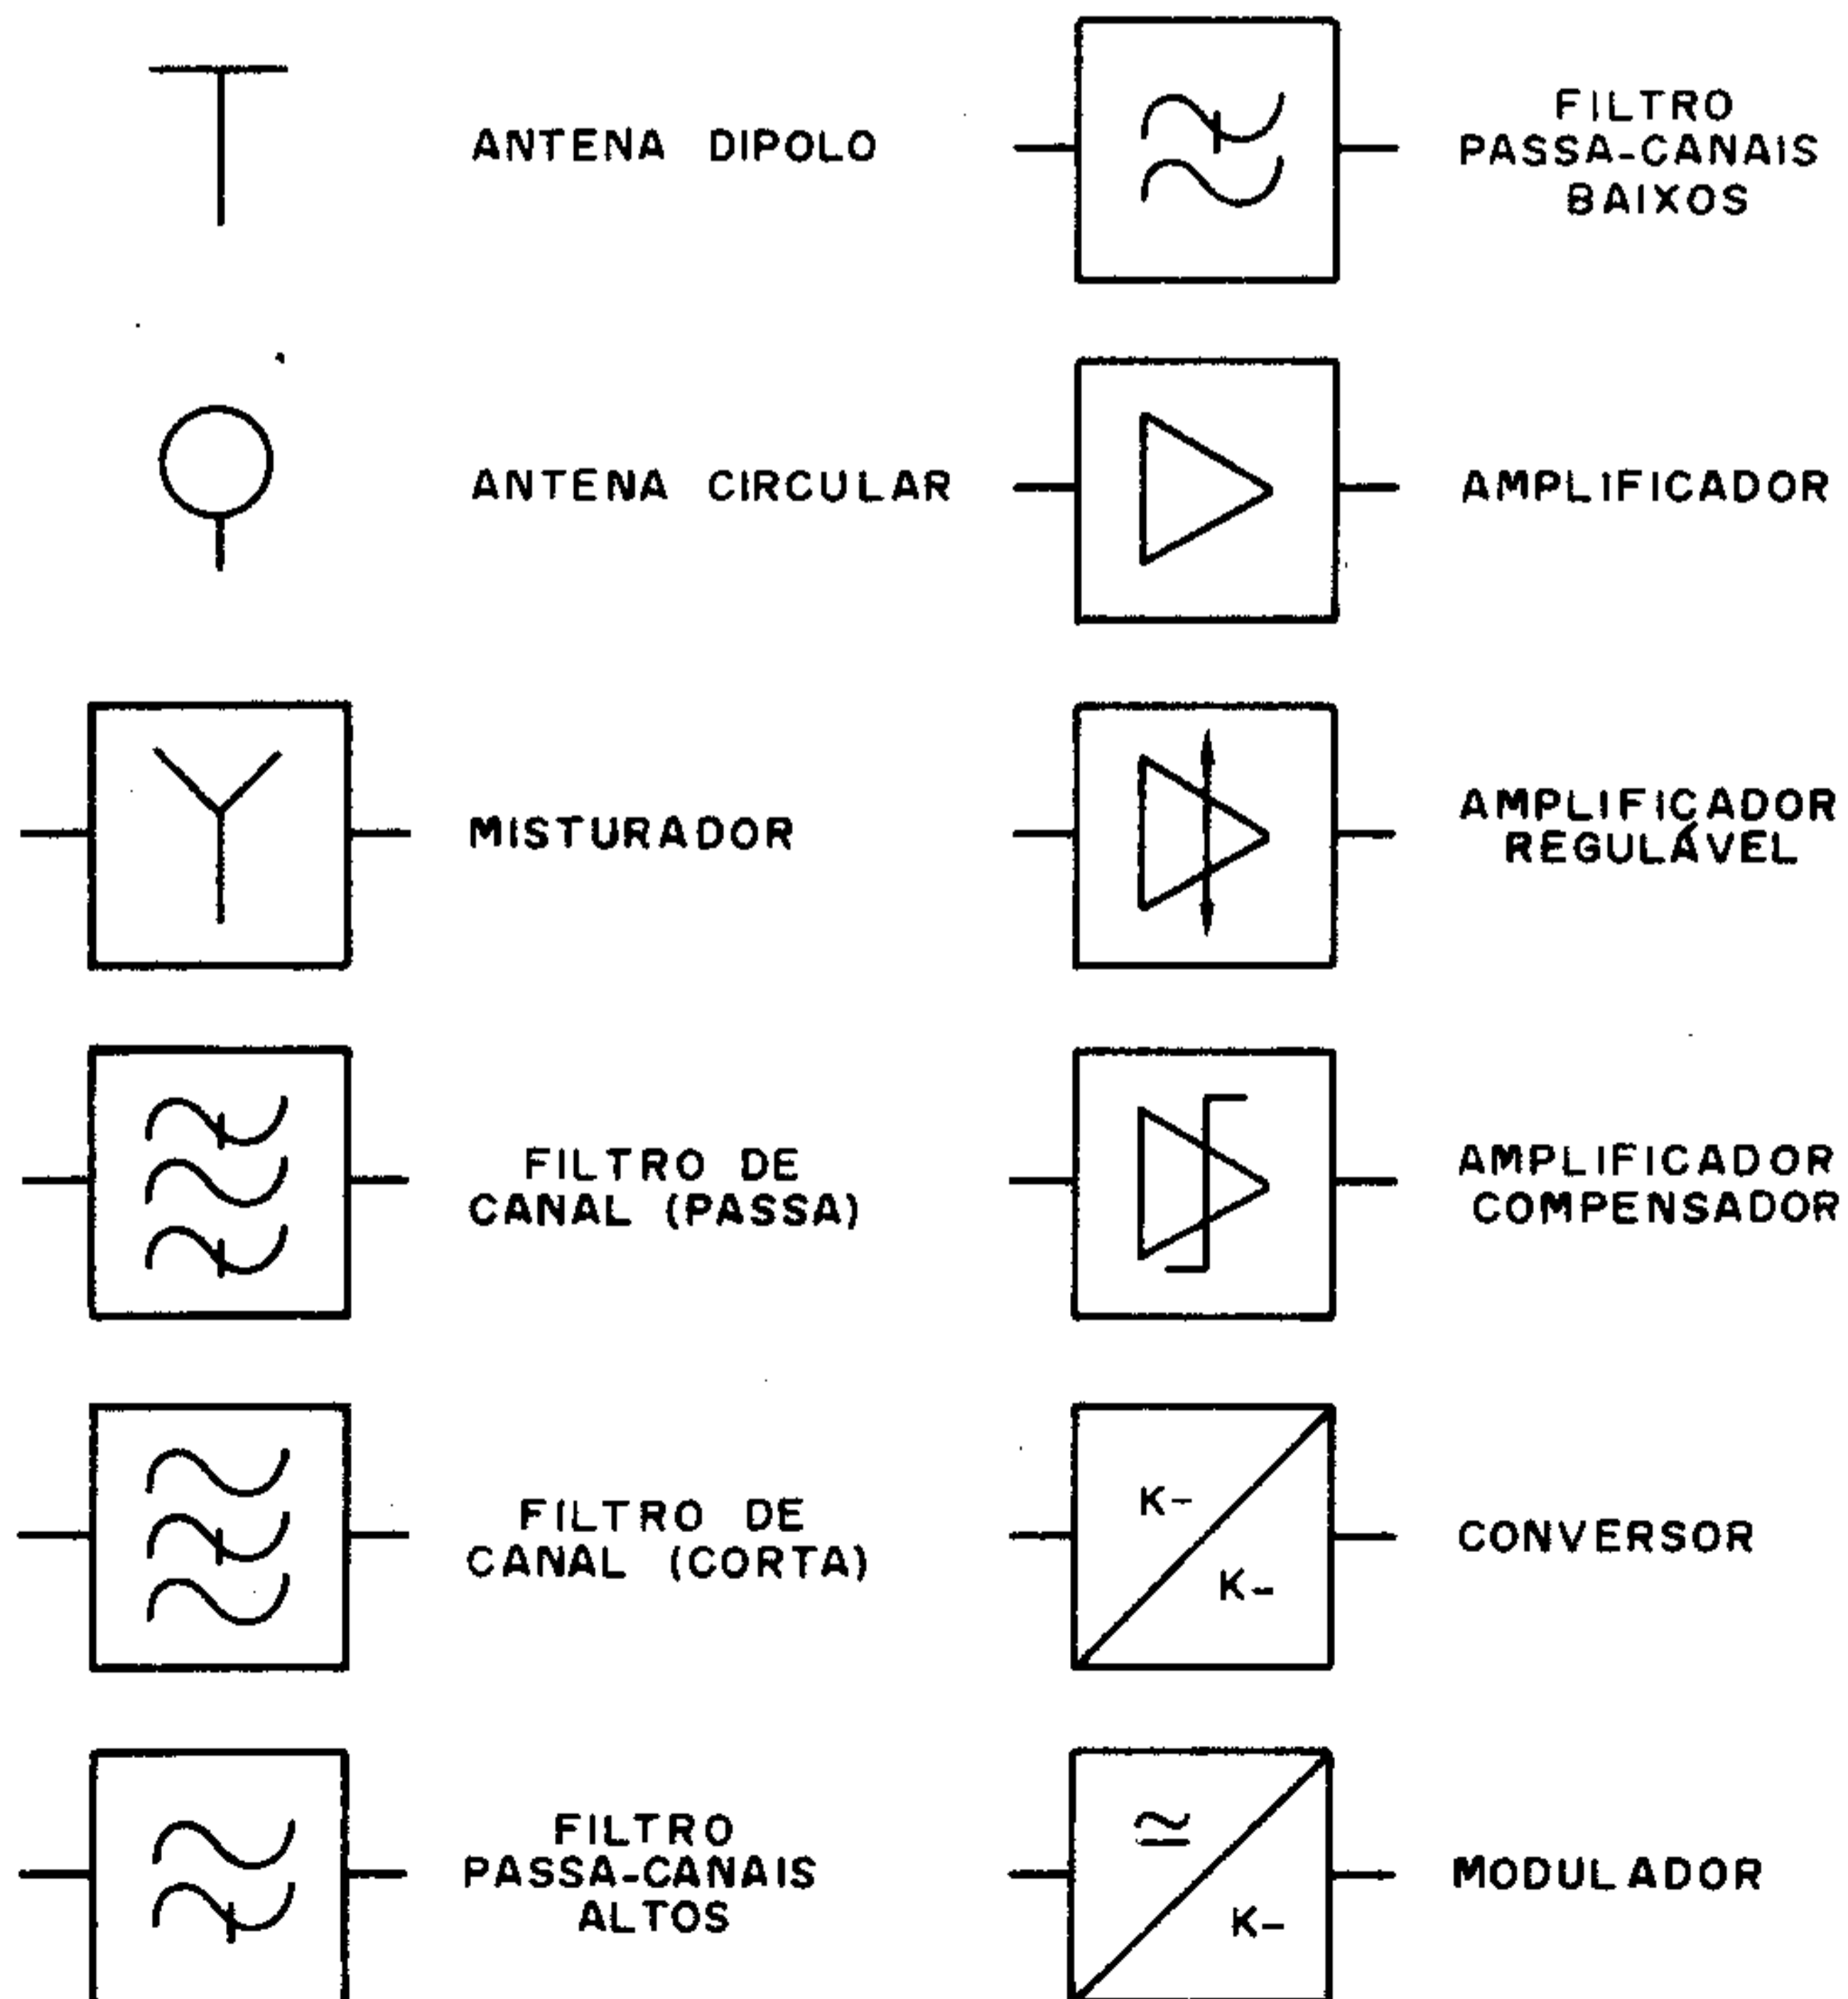 ANTENA DIPOLO
FILTRO
PASSA-CANAIS
BAIXOS
ANTENA CIRCULAR
AMPLIFICADOR
MISTURADOR
AMPLIFICADOR
REGULÁVEL
FILTRO DE
CANAL (PASSA)
AMPLIFICADOR
COMPENSADOR
FILTRO DE
CANAL (CORTA)
K-
K-
CONVERSOR
FILTRO
PASSA-CANAIS
ALTOS
K-
MODULADOR